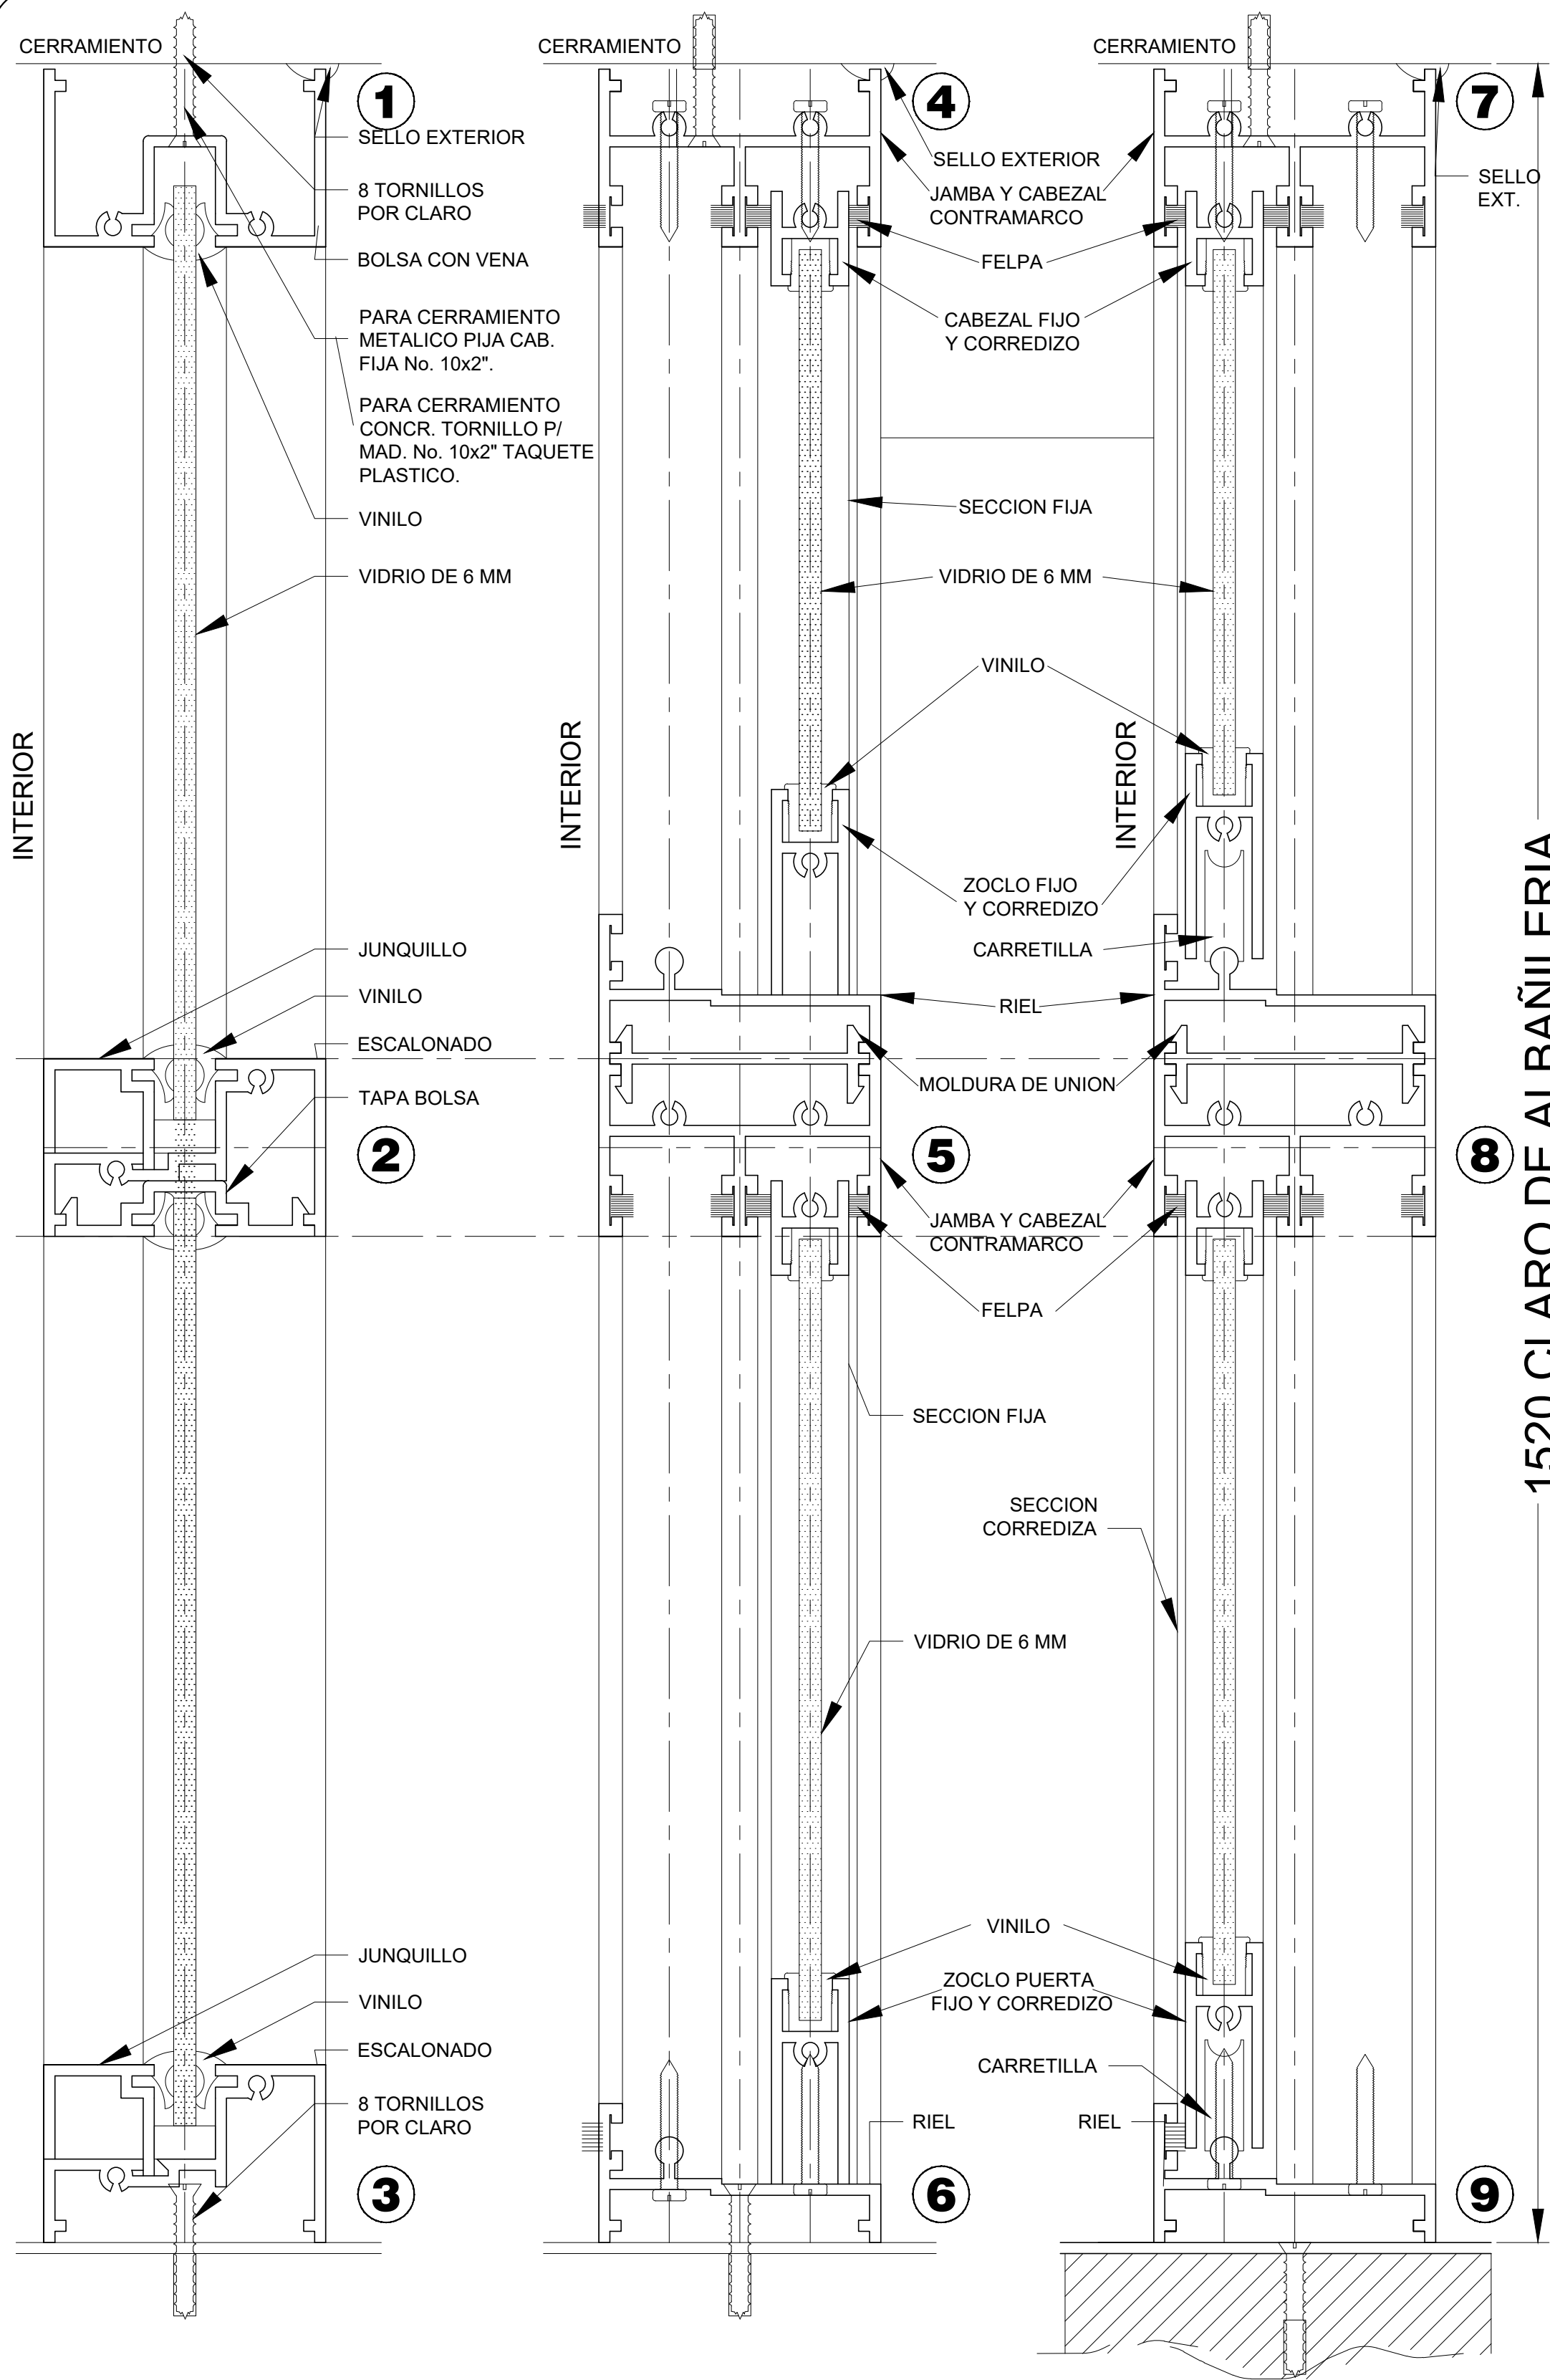 CERRAMIENTO
1
SELLO EXTERIOR
8 TORNILLOS
POR CLARO
BOLSA CON VENA
PARA CERRAMIENTO
METALICO PIJA CAB.
FIJA No. 10x2".
PARA CERRAMIENTO
CONCR. TORNILLO P/
MAD. No. 10x2" TAQUETE
PLASTICO.
VINILO
VIDRIO DE 6 MM
INTERIOR
JUNQUILLO
VINILO
ESCALONADO
TAPA BOLSA
2
JUNQUILLO
VINILO
ESCALONADO
8 TORNILLOS
POR CLARO
3
CERRAMIENTO
4
SELLO EXTERIOR
JAMBA Y CABEZAL
CONTRAMARCO
FELPA
CABEZAL FIJO
Y CORREDIZO
SECCION FIJA
VIDRIO DE 6 MM
VINILO
INTERIOR
ZOCLO FIJO
Y CORREDIZO
CARRETILLA
RIEL
MOLDURA DE UNION
5
JAMBA Y CABEZAL
CONTRAMARCO
FELPA
SECCION FIJA
SECCION
CORREDIZA
VIDRIO DE 6 MM
VINILO
ZOCLO PUERTA
FIJO Y CORREDIZO
CARRETILLA
RIEL
RIEL
6
CERRAMIENTO
7
SELLO
EXT.
INTERIOR
8
9
1520 CLARO DE ALBAÑILERIA